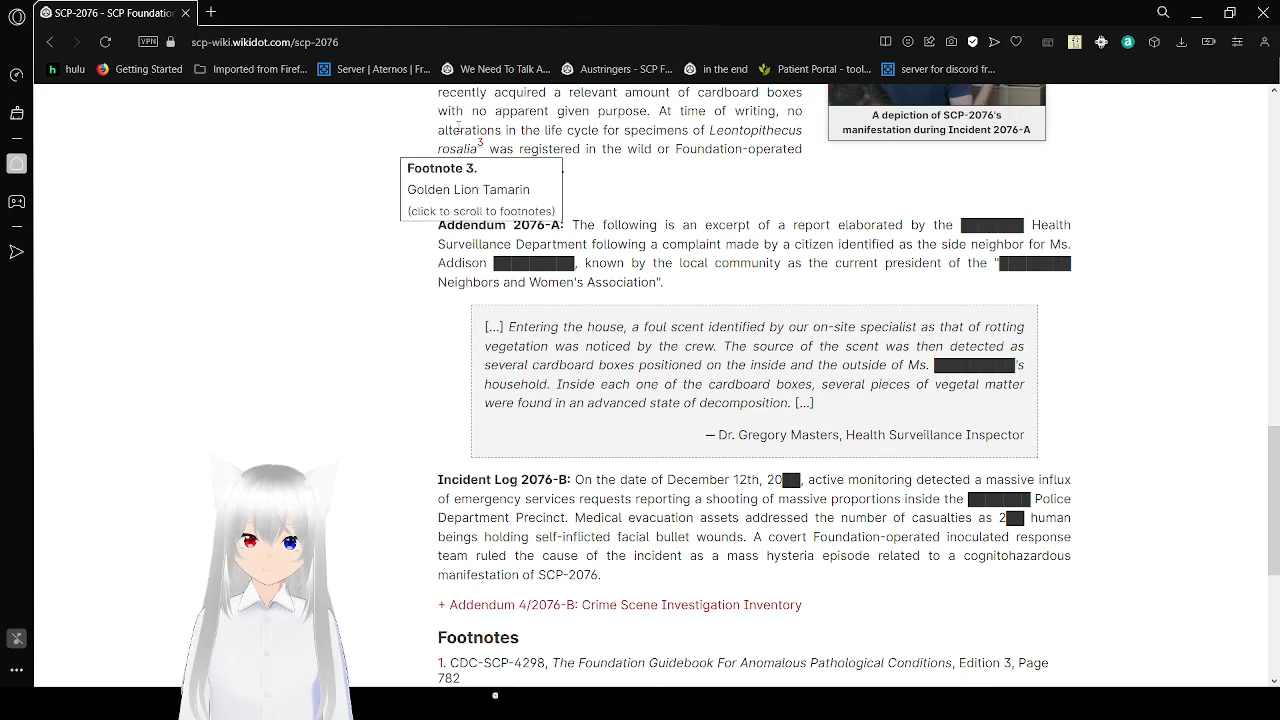 SCP-2076 - SCP Foundation
scp-wiki.wikidot.com/scp-2076
VPN
hulu
Getting Started
Imported from Firef...
Server | Aternos | Fr...
We Need To Talk A...
Austringers - SCP F...
in the end
Patient Portal - tool...
server for discord fr...
recently acquired a relevant amount of cardboard boxes
with no apparent given purpose. At time of writing, no
alterations in the life cycle for specimens of Leontopithecus
rosalia3 was registered in the wild or Foundation-operated
A depiction of SCP-2076's
manifestation during Incident 2076-A
Footnote 3.
Golden Lion Tamarin
(click to scroll to footnotes)
Addendum 2076-A: The following is an excerpt of a report elaborated by the Health
Surveillance Department following a complaint made by a citizen identified as the side neighbor for Ms.
Addison , known by the local community as the current president of the "
Neighbors and Women's Association".
[...] Entering the house, a foul scent identified by our on-site specialist as that of rotting
vegetation was noticed by the crew. The source of the scent was then detected as
several cardboard boxes positioned on the inside and the outside of Ms. 's
household. Inside each one of the cardboard boxes, several pieces of vegetal matter
were found in an advanced state of decomposition. [...]
— Dr. Gregory Masters, Health Surveillance Inspector
Incident Log 2076-B: On the date of December 12th, 20██, active monitoring detected a massive influx
of emergency services requests reporting a shooting of massive proportions inside the ██████ Police
Department Precinct. Medical evacuation assets addressed the number of casualties as 2██ human
beings holding self-inflicted facial bullet wounds. A covert Foundation-operated inoculated response
team ruled the cause of the incident as a mass hysteria episode related to a cognitohazardous
manifestation of SCP-2076.
+ Addendum 4/2076-B: Crime Scene Investigation Inventory
Footnotes
1. CDC-SCP-4298, The Foundation Guidebook For Anomalous Pathological Conditions, Edition 3, Page
782